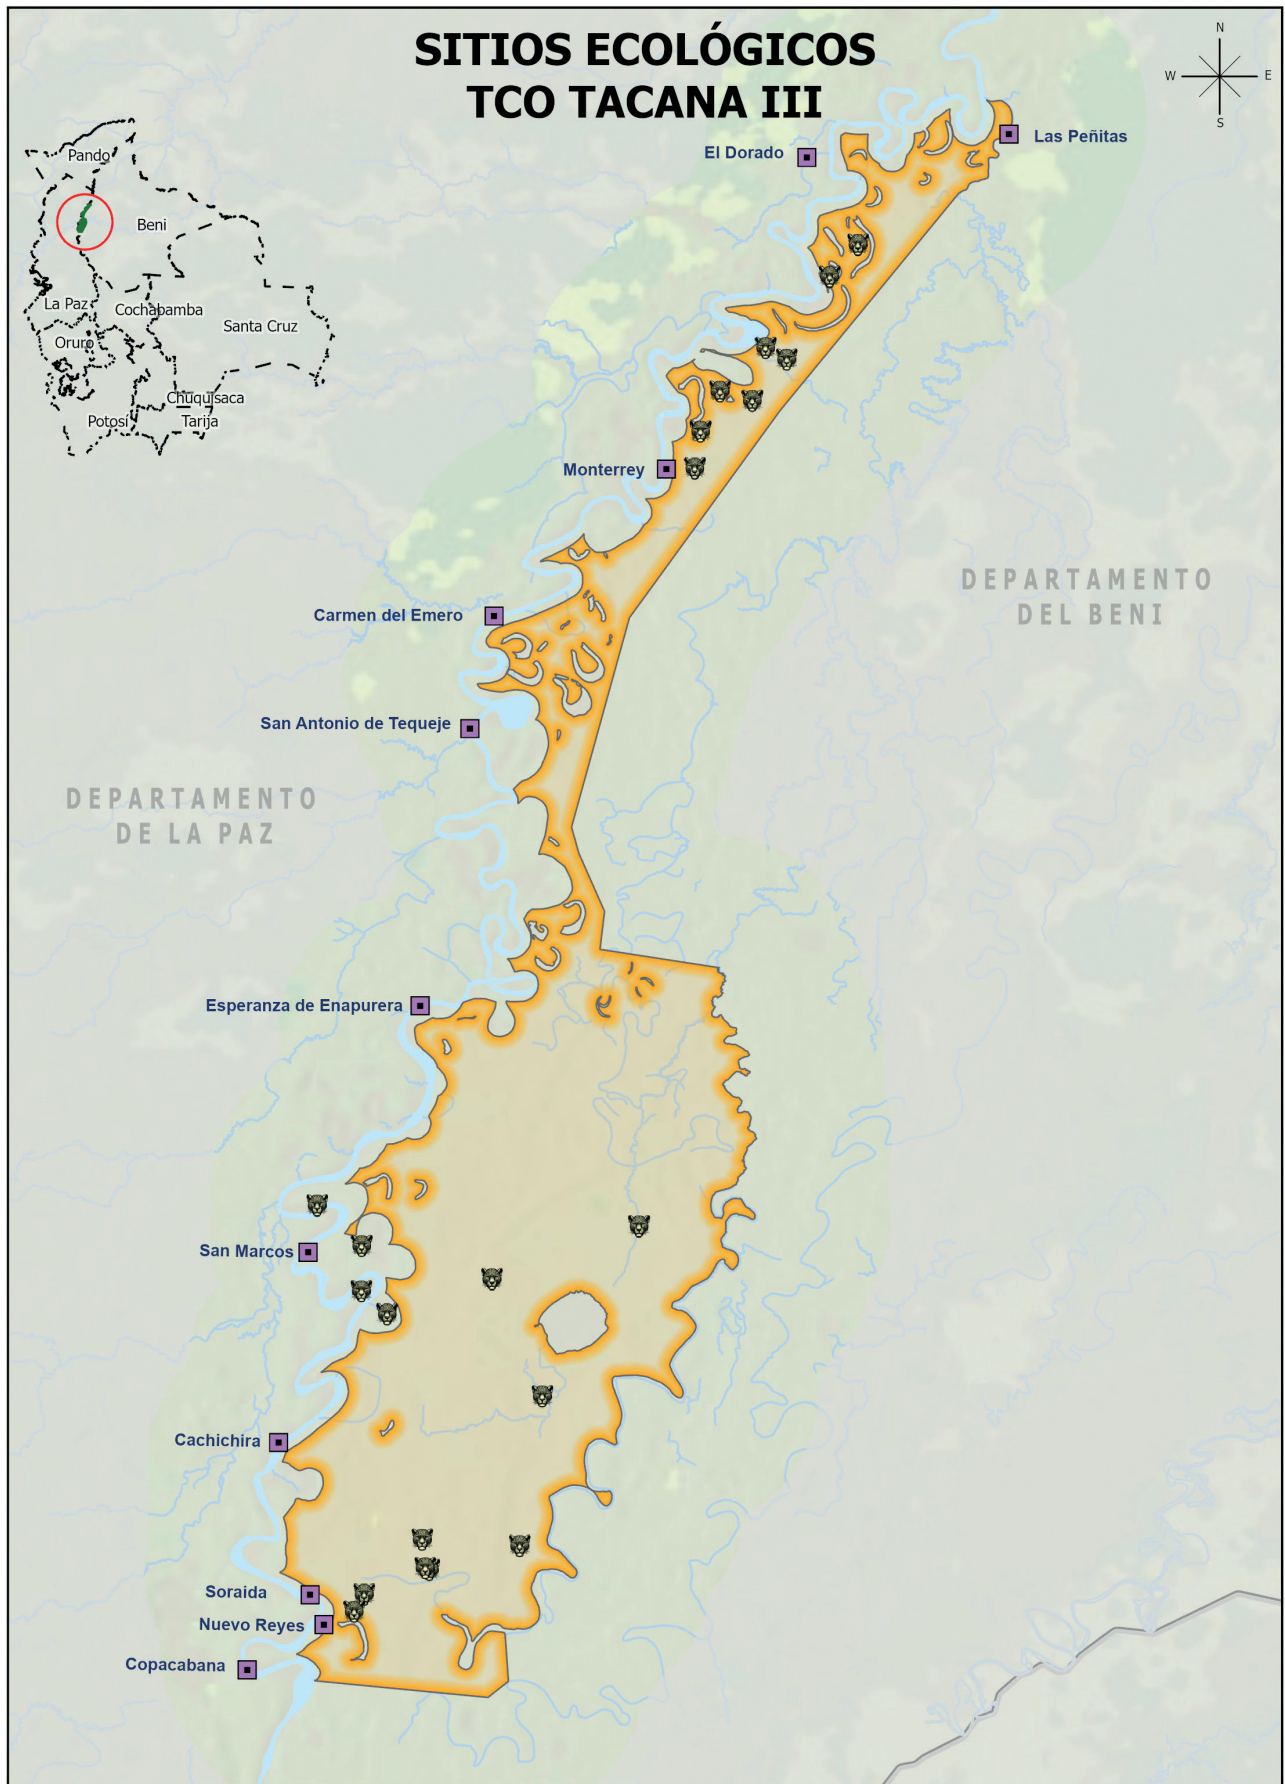 SITIOS ECOLÓGICOS
TCO TACANA III
N
W
E
S
Pando
Beni
La Paz
Cochabamba
Santa Cruz
Oruro
Chuquisaca
Potosí
Tarija
El Dorado
Las Peñitas
Monterrey
DEPARTAMENTO
DEL BENI
Carmen del Emero
San Antonio de Tequeje
DEPARTAMENTO
DE LA PAZ
Esperanza de Enapurera
San Marcos
Cachichira
Soraida
Nuevo Reyes
Copacabana